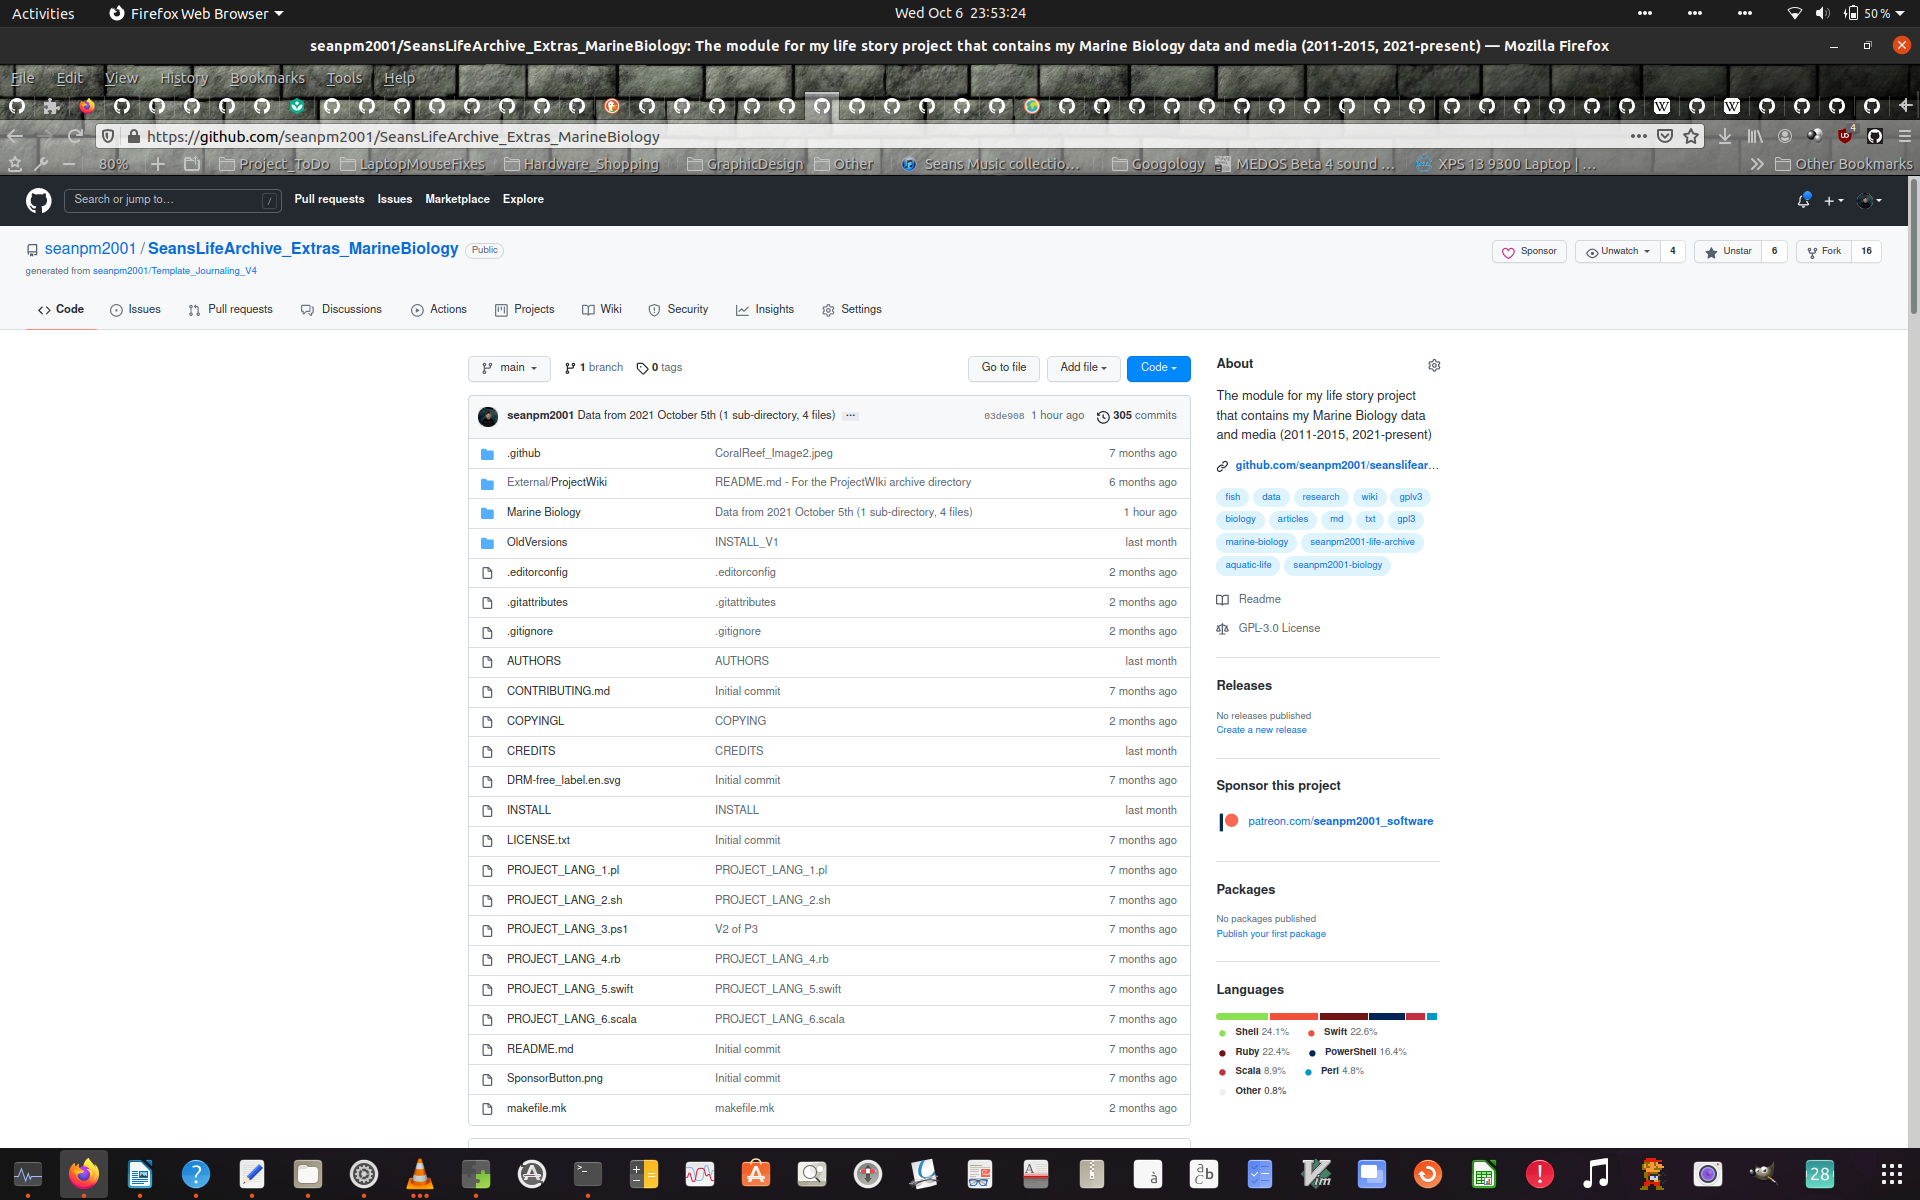 Activities Firefox Web Browser Wed Oct 6 23:53:24 50 %
seanpm2001/SeansLifeArchive_Extras_MarineBiology: The module for my life story project that contains my Marine Biology data and media (2011-2015, 2021-present) — Mozilla Firefox
File Edit View History Bookmarks Tools Help
https://github.com/seanpm2001/SeansLifeArchive_Extras_MarineBiology 4
80% Project_ToDo LaptopMouseFixes Hardware_Shopping GraphicDesign Other Seans Music collectio... Googology MEDOS Beta 4 sound ... XPS 13 9300 Laptop | ... Other Bookmarks
Search or jump to... / Pull requests Issues Marketplace Explore
seanpm2001 / SeansLifeArchive_Extras_MarineBiology Public Sponsor Unwatch 4 Unstar 6 Fork 16
generated from seanpm2001/Template_Journaling_V4
Code Issues Pull requests Discussions Actions Projects Wiki Security Insights Settings
main 1 branch 0 tags Go to file Add file Code
seanpm2001 Data from 2021 October 5th (1 sub-directory, 4 files) ... 03de908 1 hour ago 305 commits
.github CoralReef_Image2.jpeg 7 months ago
External/ProjectWiki README.md - For the ProjectWIki archive directory 6 months ago
Marine Biology Data from 2021 October 5th (1 sub-directory, 4 files) 1 hour ago
OldVersions INSTALL_V1 last month
.editorconfig .editorconfig 2 months ago
.gitattributes .gitattributes 2 months ago
.gitignore .gitignore 2 months ago
AUTHORS AUTHORS last month
CONTRIBUTING.md Initial commit 7 months ago
COPYINGL COPYING 2 months ago
CREDITS CREDITS last month
DRM-free_label.en.svg Initial commit 7 months ago
INSTALL INSTALL last month
LICENSE.txt Initial commit 7 months ago
PROJECT_LANG_1.pl PROJECT_LANG_1.pl 7 months ago
PROJECT_LANG_2.sh PROJECT_LANG_2.sh 7 months ago
PROJECT_LANG_3.ps1 V2 of P3 7 months ago
PROJECT_LANG_4.rb PROJECT_LANG_4.rb 7 months ago
PROJECT_LANG_5.swift PROJECT_LANG_5.swift 7 months ago
PROJECT_LANG_6.scala PROJECT_LANG_6.scala 7 months ago
README.md Initial commit 7 months ago
SponsorButton.png Initial commit 7 months ago
makefile.mk makefile.mk 2 months ago
About
The module for my life story project
that contains my Marine Biology data
and media (2011-2015, 2021-present)
github.com/seanpm2001/seanslifear...
fish data research wiki gplv3
biology articles md txt gpl3
marine-biology seanpm2001-life-archive
aquatic-life seanpm2001-biology
Readme
GPL-3.0 License
Releases
No releases published
Create a new release
Sponsor this project
patreon.com/seanpm2001_software
Packages
No packages published
Publish your first package
Languages
Shell 24.1% Swift 22.6%
Ruby 22.4% PowerShell 16.4%
Scala 8.9% Perl 4.8%
Other 0.8%
28